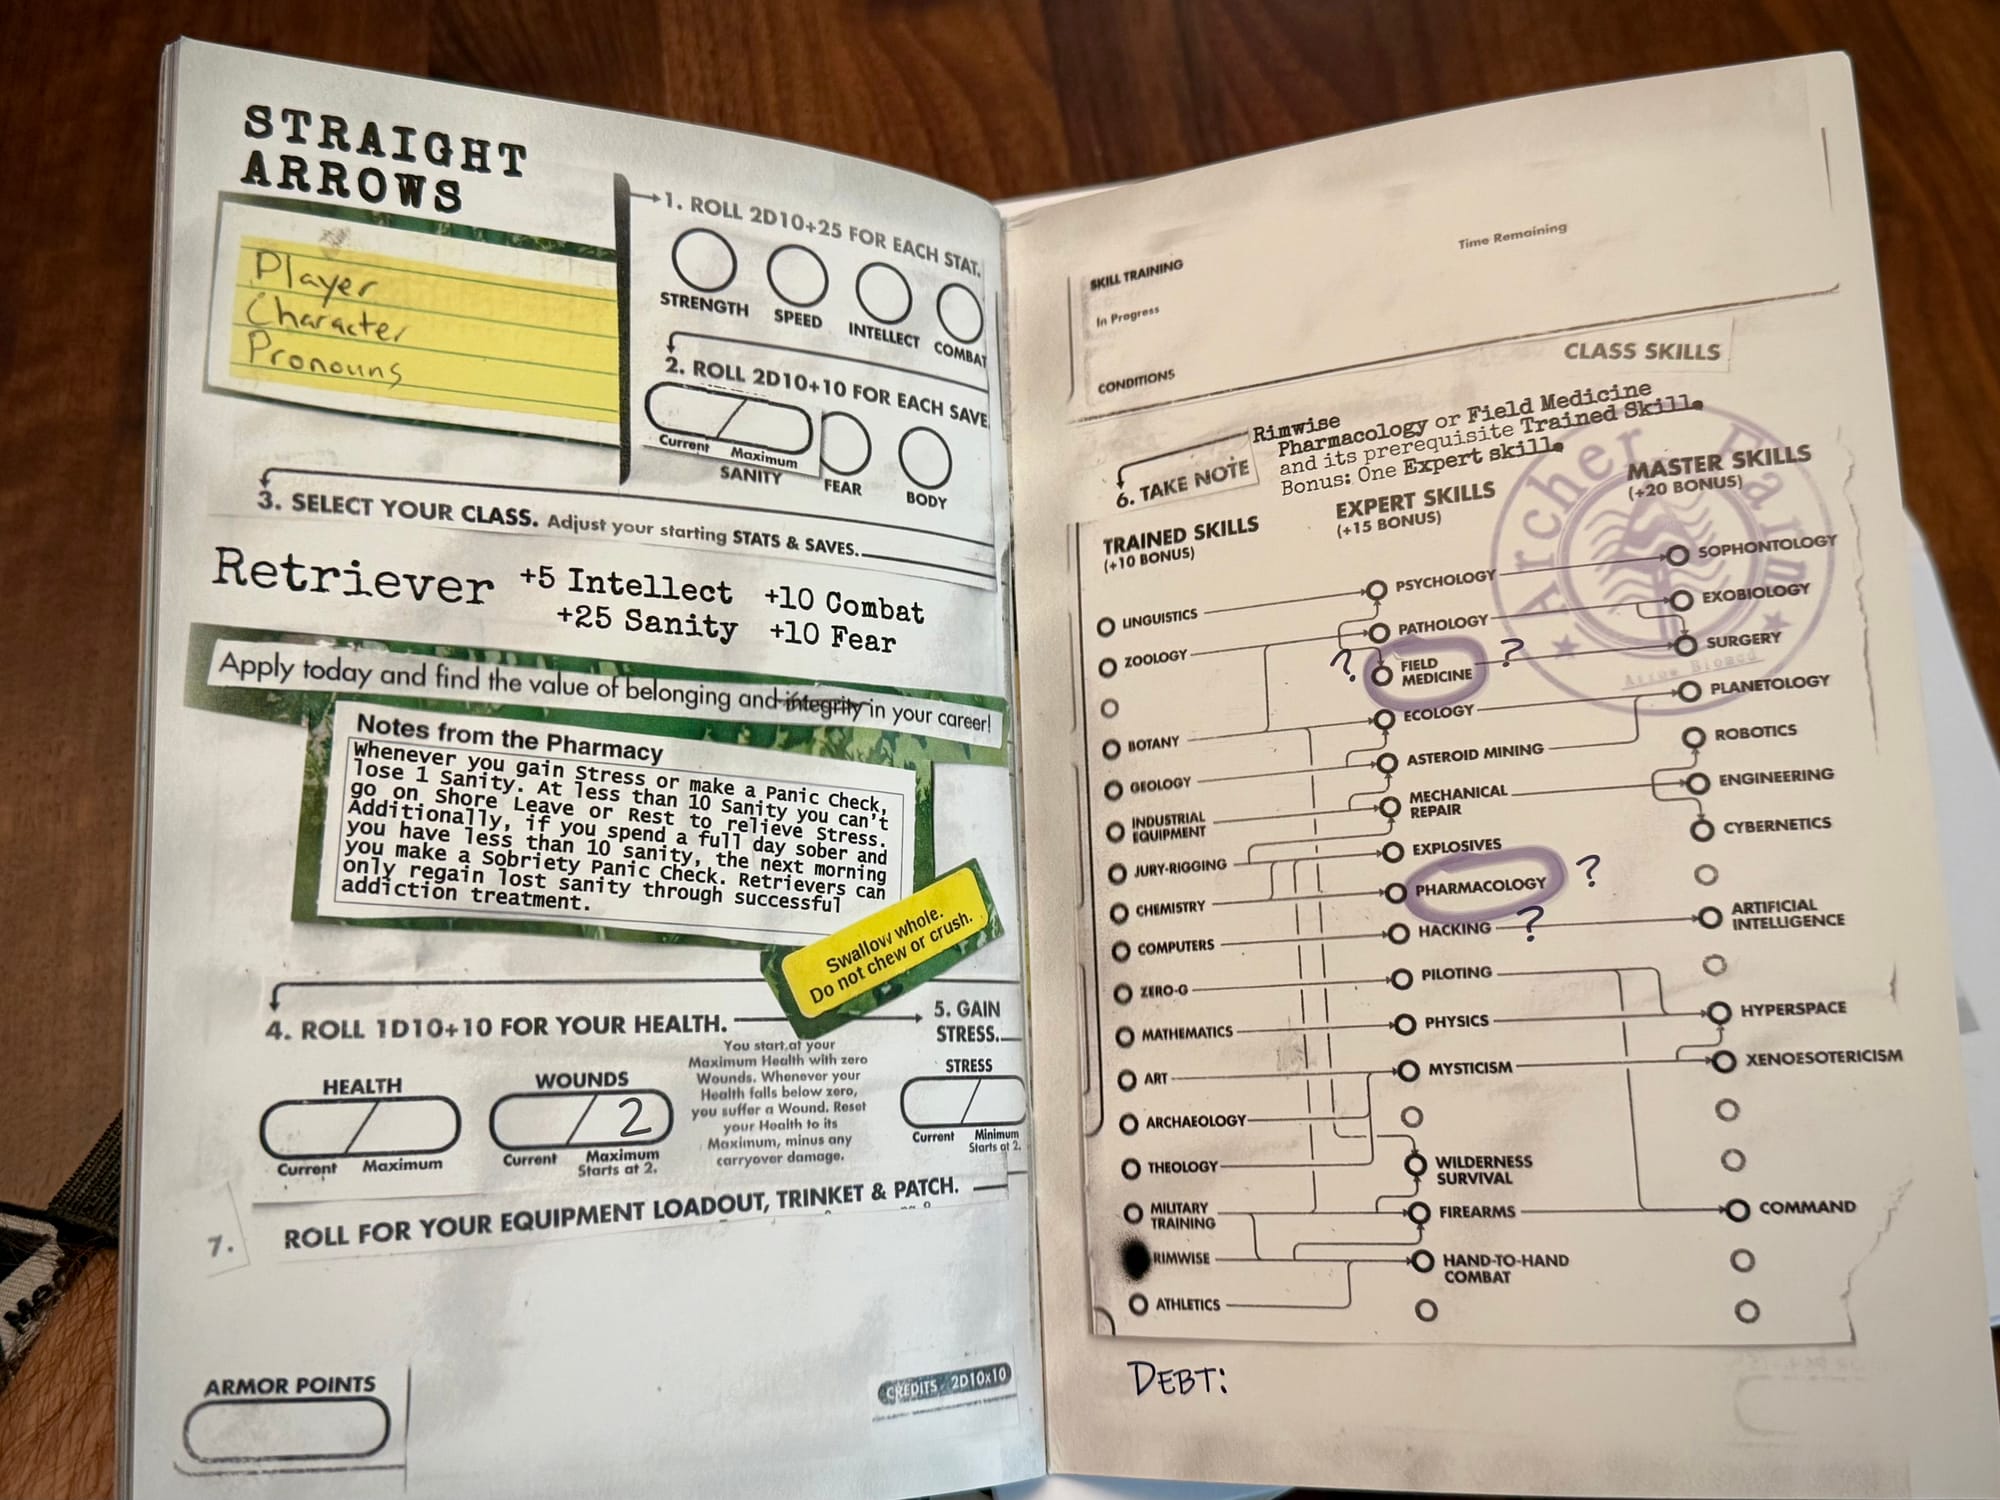 STRAIGHT
ARROWS
Player
Character
Pronouns
1. ROLL 2D10+25 FOR EACH STAT.
STRENGTH
SPEED
INTELLECT
COMBAT
2. ROLL 2D10+10 FOR EACH SAVE
Current
Maximum
SANITY
FEAR
BODY
3. SELECT YOUR CLASS. Adjust your starting STATS & SAVES.
Retriever
+5 Intellect +10 Combat
+25 Sanity +10 Fear
Apply today and find the value of belonging and integrity in your career!
Notes from the Pharmacy
Whenever you gain Stress or make a Panic Check,
lose 1 Sanity. At less than 10 Sanity you can't
go on Shore Leave or Rest to relieve Stress.
Additionally, if you spend a full day sober and
you have less than 10 Sanity, the next morning
you make a Sobriety Panic Check. Retrievers can
only regain lost sanity through successful
addiction treatment.
Swallow whole.
Do not chew or crush.
4. ROLL 1D10+10 FOR YOUR HEALTH.
5. GAIN
STRESS.
HEALTH
Current
Maximum
WOUNDS
2
Current
Maximum
Starts at 2.
You start at your
Maximum Health with zero
Wounds. Whenever your
Health falls below zero,
you suffer a Wound. Reset
your Health to its
Maximum, minus any
carryover damage.
STRESS
Current
Minimum
Starts at 2.
7. ROLL FOR YOUR EQUIPMENT LOADOUT, TRINKET & PATCH.
ARMOR POINTS
CREDITS - 2D10x10
SKILL TRAINING
Time Remaining
In Progress
CONDITIONS
CLASS SKILLS
6. TAKE NOTE
Rimwise
Pharmacology or Field Medicine
and its prerequisite Trained Skill.
Bonus: One Expert skill.
Archer Farm
Arrow Biomed
TRAINED SKILLS
(+10 BONUS)
LINGUISTICS
ZOOLOGY
BOTANY
GEOLOGY
INDUSTRIAL
EQUIPMENT
JURY-RIGGING
CHEMISTRY
COMPUTERS
ZERO-G
MATHEMATICS
ART
ARCHAEOLOGY
THEOLOGY
MILITARY
TRAINING
RIMWISE
ATHLETICS
EXPERT SKILLS
(+15 BONUS)
PSYCHOLOGY
PATHOLOGY
? FIELD
MEDICINE ?
ECOLOGY
ASTEROID MINING
MECHANICAL
REPAIR
EXPLOSIVES
PHARMACOLOGY ?
HACKING ?
PILOTING
PHYSICS
MYSTICISM
WILDERNESS
SURVIVAL
FIREARMS
HAND-TO-HAND
COMBAT
MASTER SKILLS
(+20 BONUS)
SOPHONTOLOGY
EXOBIOLOGY
SURGERY
PLANETOLOGY
ROBOTICS
ENGINEERING
CYBERNETICS
ARTIFICIAL
INTELLIGENCE
HYPERSPACE
XENOESOTERICISM
COMMAND
DEBT: